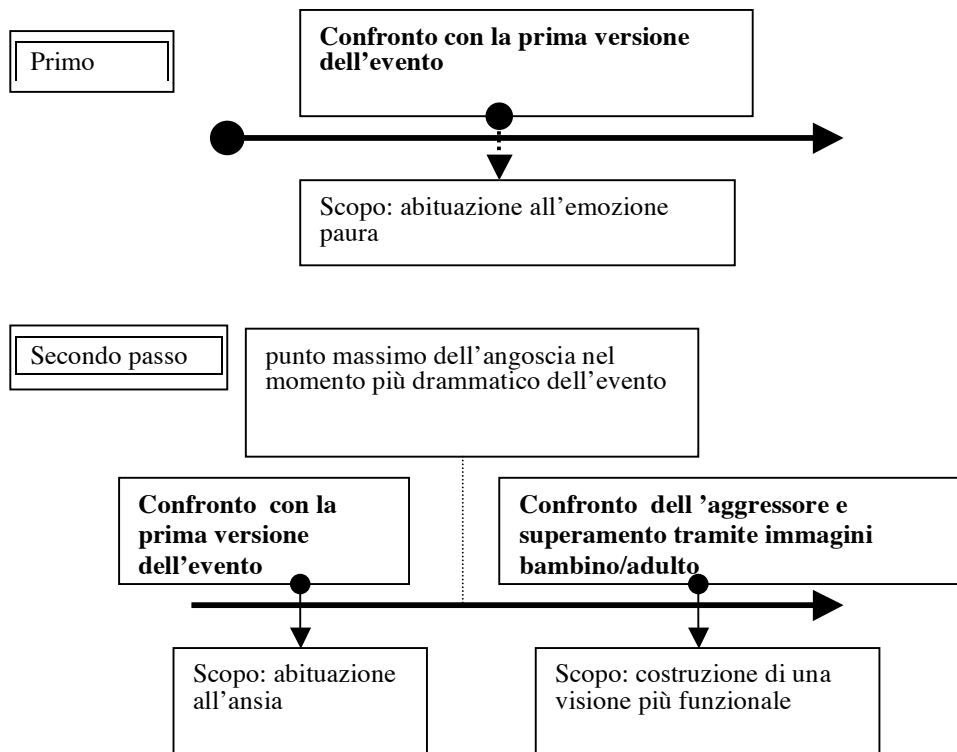 Primo
Confronto con la prima versione
dell'evento
Scopo: abituazione all'emozione
paura
Secondo passo
punto massimo dell'angoscia nel
momento più drammatico dell'evento
Confronto  con la
prima versione
dell'evento
Confronto  dell 'aggressore e
superamento tramite immagini
bambino/adulto
Scopo: abituazione
all'ansia
Scopo: costruzione di una
visione più funzionale